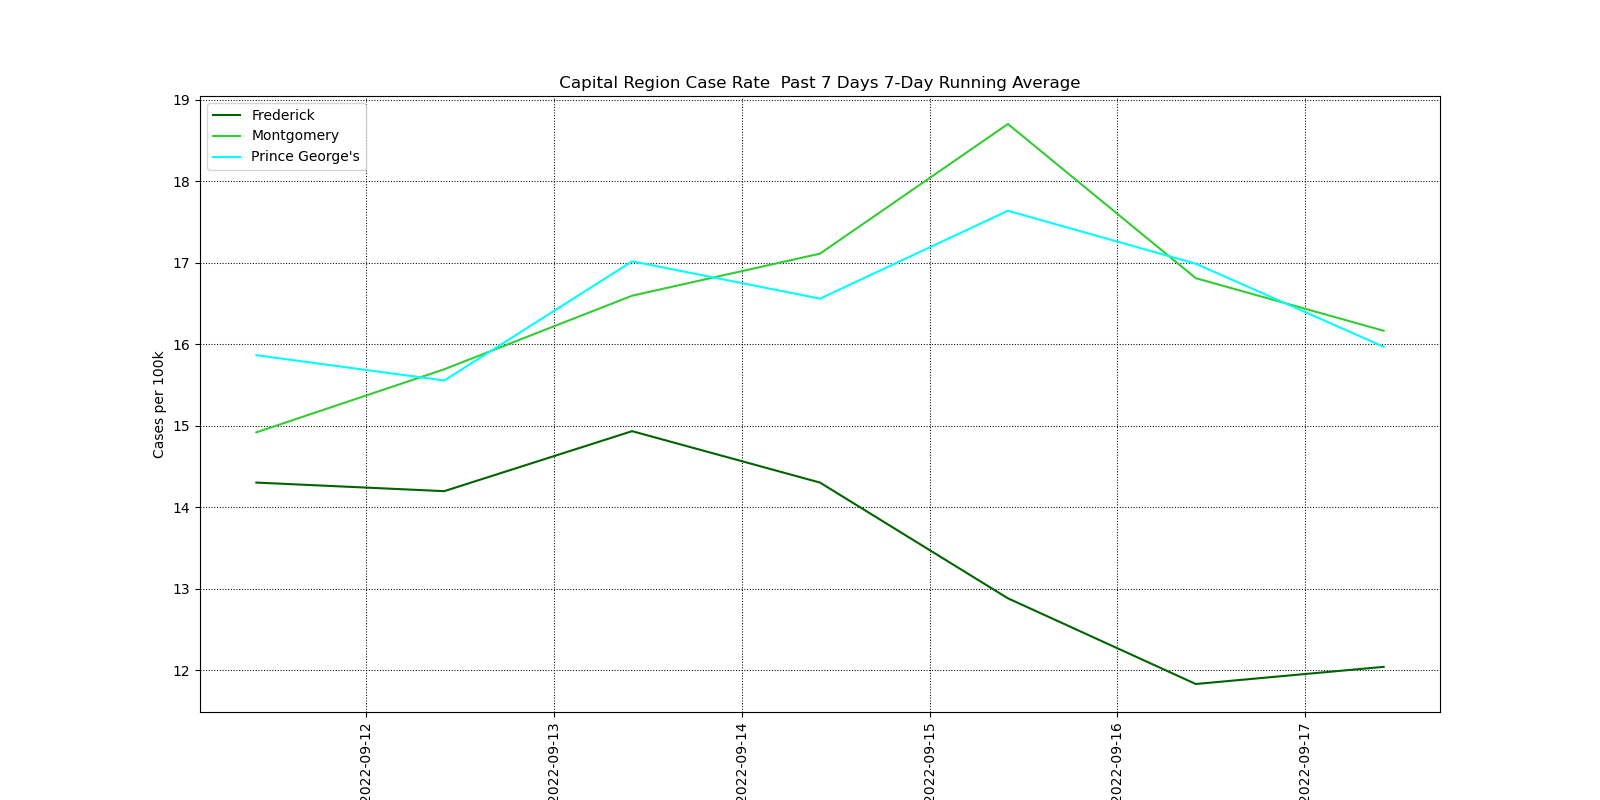 Capital Region Case Rate  Past 7 Days 7-Day Running Average
Frederick
Montgomery
Prince George's
19
18
17
16
15
14
13
12
Cases per 100k
2022-09-12
2022-09-13
2022-09-14
2022-09-15
2022-09-16
2022-09-17